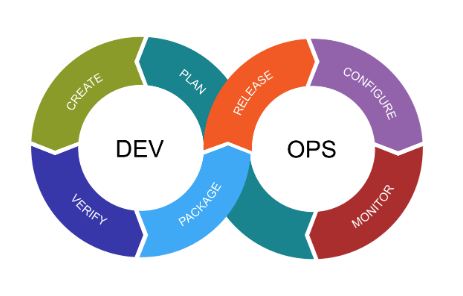 PLAN
CREATE
DEV
VERIFY
PACKAGE
RELEASE
CONFIGURE
OPS
MONITOR